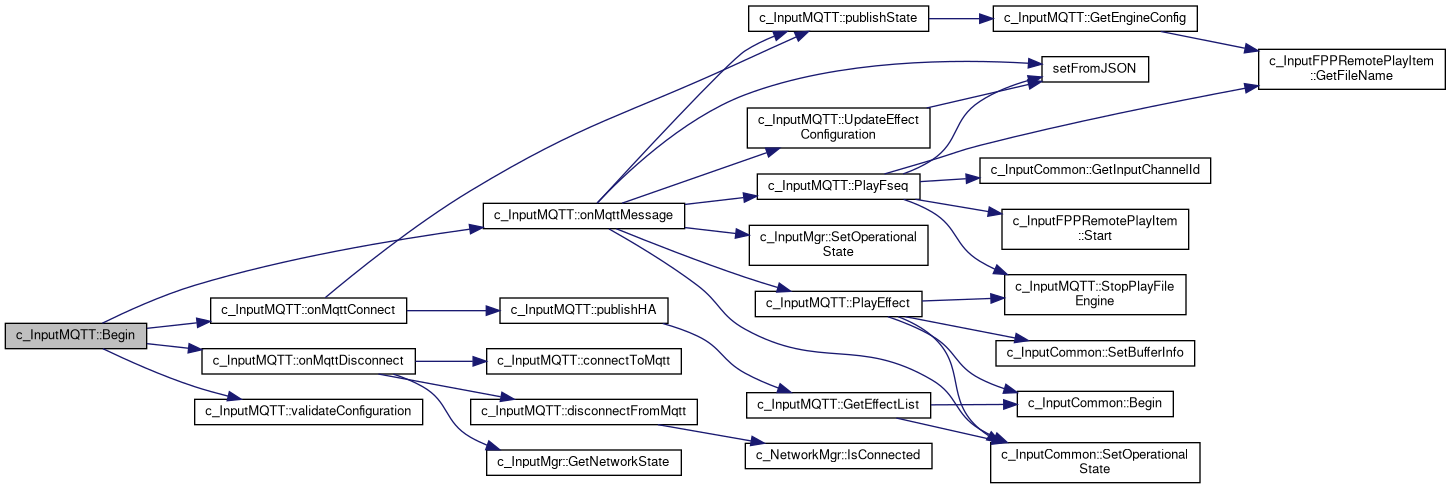 c_InputMQTT::Begin
c_InputMQTT::onMqttMessage
c_InputMQTT::onMqttConnect
c_InputMQTT::onMqttDisconnect
c_InputMQTT::validateConfiguration
c_InputMQTT::publishHA
c_InputMQTT::connectToMqtt
c_InputMQTT::disconnectFromMqtt
c_InputMgr::GetNetworkState
c_InputMQTT::publishState
c_InputMQTT::UpdateEffect
Configuration
c_InputMQTT::PlayFseq
c_InputMgr::SetOperational
State
c_InputMQTT::PlayEffect
c_InputMQTT::GetEffectList
c_NetworkMgr::IsConnected
c_InputMQTT::GetEngineConfig
setFromJSON
c_InputCommon::GetInputChannelId
c_InputFPPRemotePlayItem
::Start
c_InputMQTT::StopPlayFile
Engine
c_InputCommon::SetBufferInfo
c_InputCommon::Begin
c_InputCommon::SetOperational
State
c_InputFPPRemotePlayItem
::GetFileName